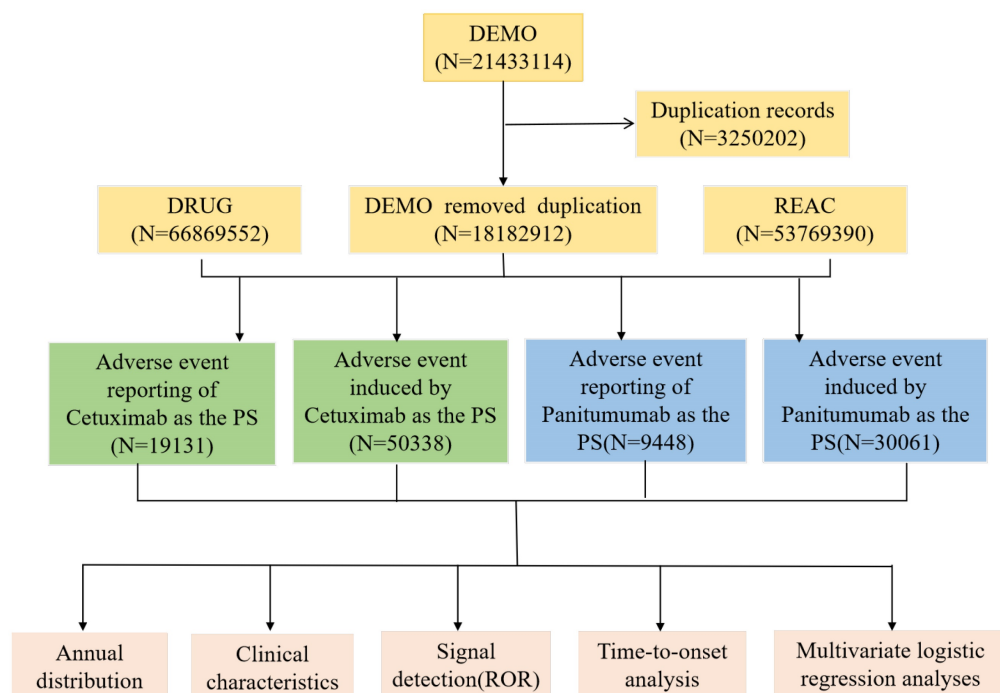 DEMO
(N=21433114)
Duplication records
(N=3250202)
DRUG
(N=66869552)
DEMO removed duplication
(N=18182912)
REAC
(N=53769390)
Adverse event
reporting of
Cetuximab as the PS
(N=19131)
Adverse event
induced by
Cetuximab as the PS
(N=50338)
Adverse event
reporting of
Panitumumab as the
PS(N=9448)
Adverse event
induced by
Panitumumab as the
PS(N=30061)
Annual
distribution
Clinical
characteristics
Signal
detection(ROR)
Time-to-onset
analysis
Multivariate logistic
regression analyses